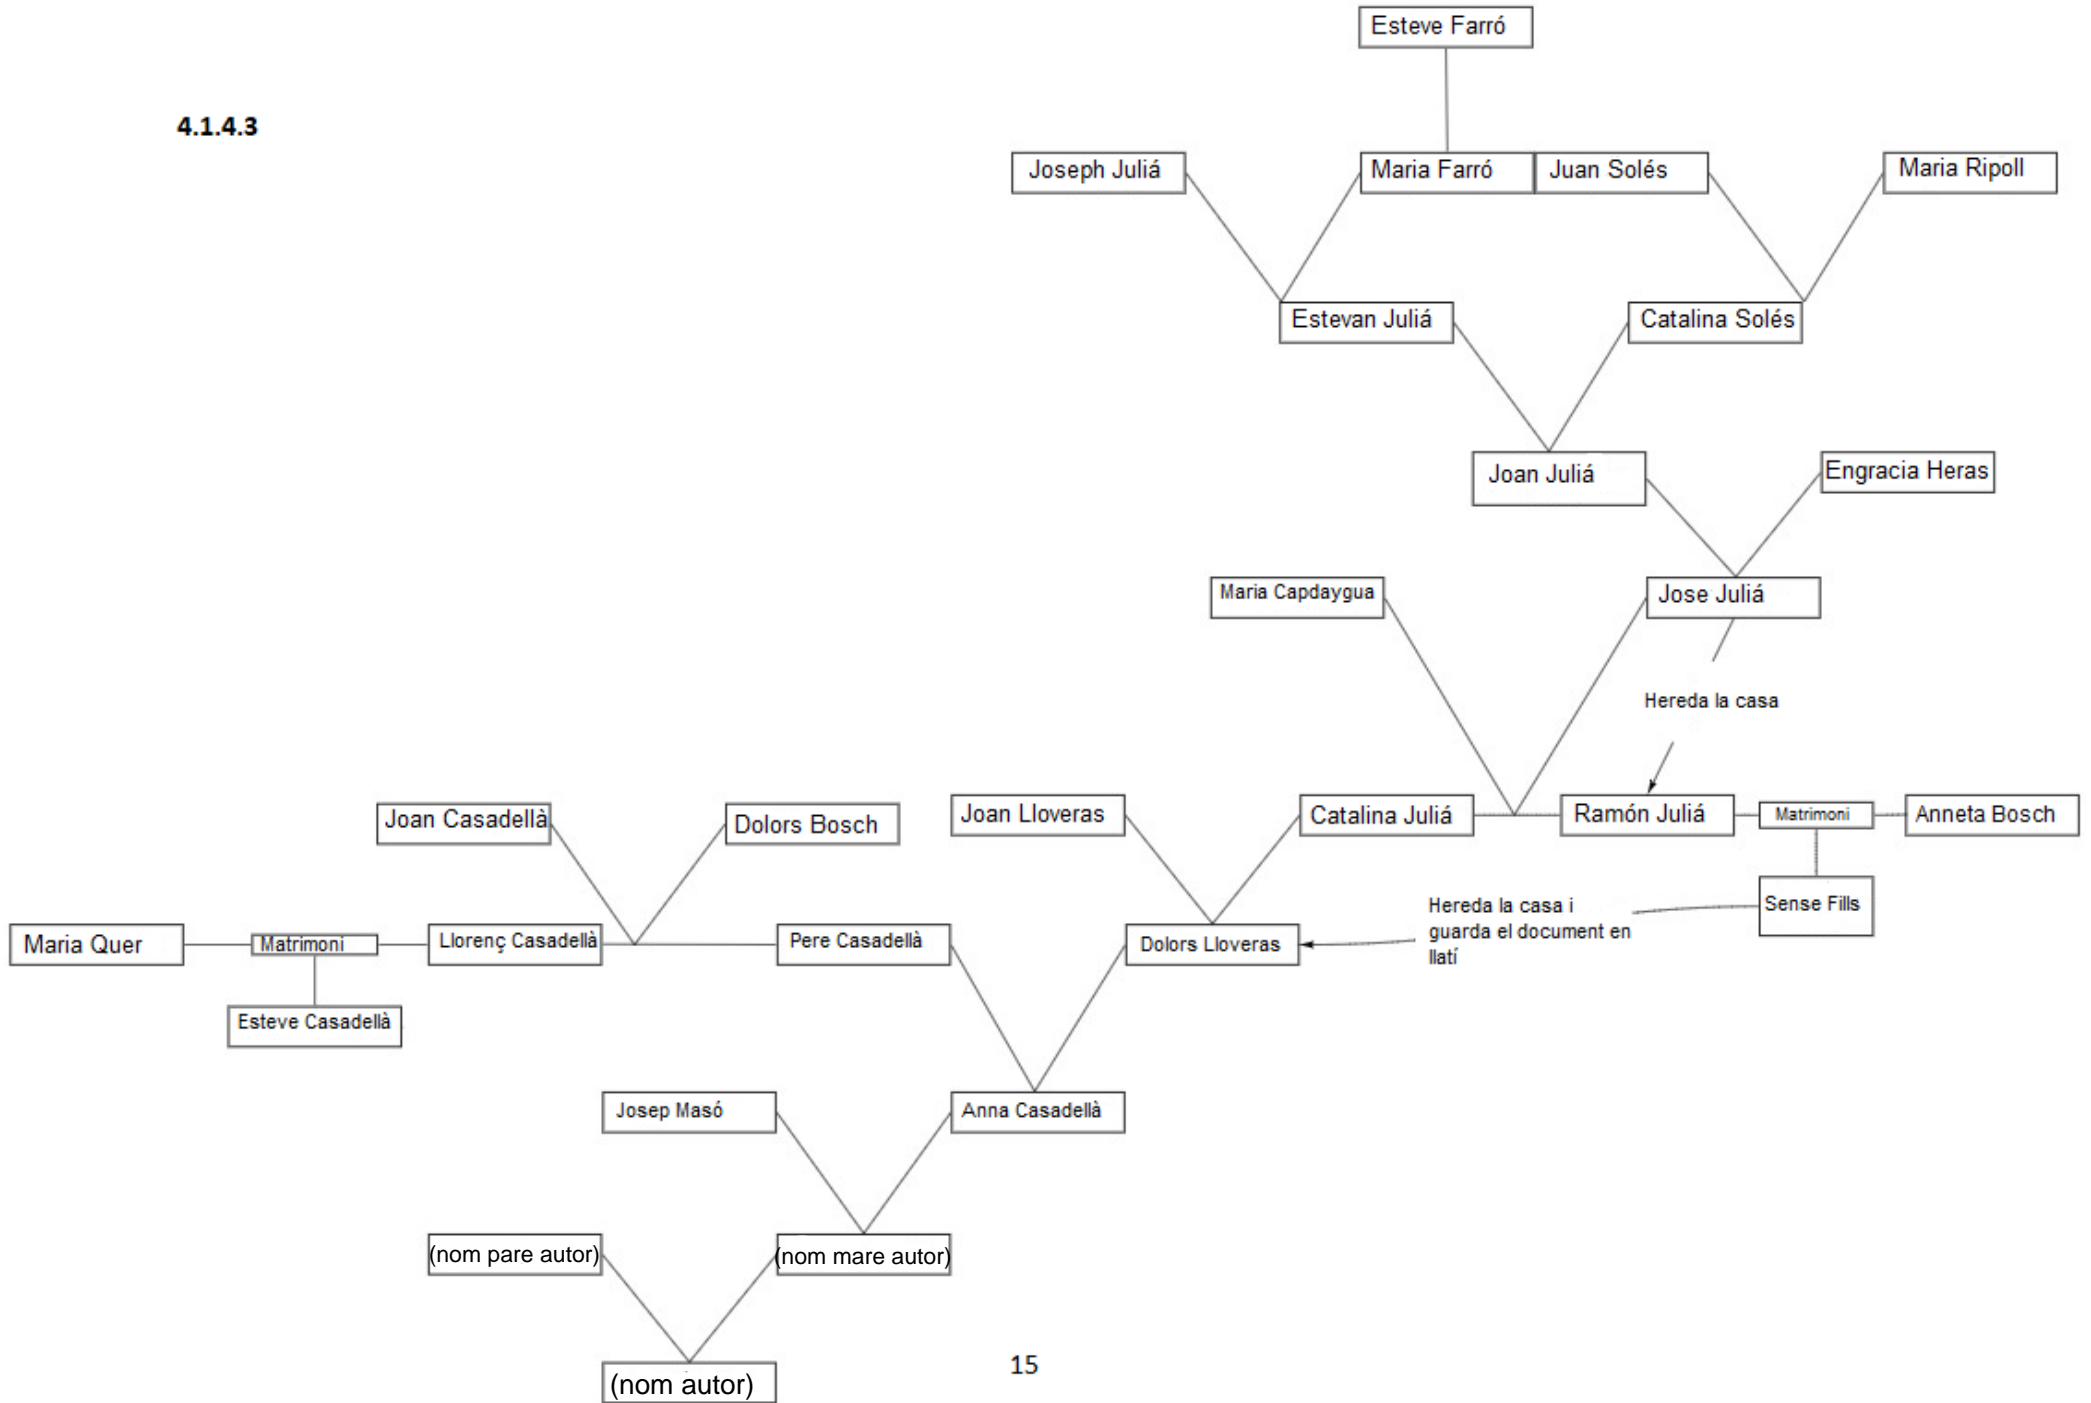 Esteve Farró
4.1.4.3
Joseph Juliá
Maria Farró
Juan Solés
Maria Ripoll
Estevan Juliá
Catalina Solés
Joan Juliá
Engracia Heras
Maria Capdaygua
Jose Juliá
Hereda la casa
Joan Casadellà
Dolors Bosch
Joan Lloveras
Catalina Juliá
Ramón Juliá
Matrimoni
Anneta Bosch
Maria Quer
Matrimoni
Llorenç Casadellà
Pere Casadellà
Dolors Lloveras
Hereda la casa i
guarda el document en
llatí
Sense Fills
Esteve Casadellà
Josep Masó
Anna Casadellà
(nom pare autor)
(nom mare autor)
(nom autor)
15